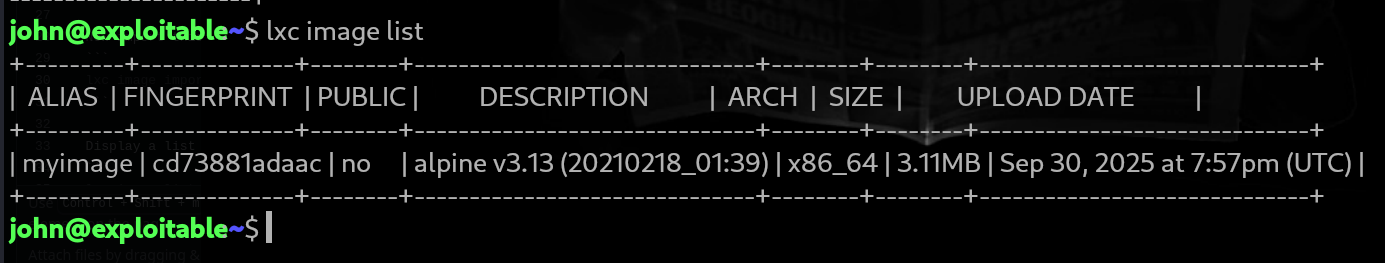 john@exploitable~$ lxc image list
+---------+--------------+--------+-------------------------------+--------+--------+------------------------------+
| ALIAS | FINGERPRINT | PUBLIC | DESCRIPTION | ARCH | SIZE | UPLOAD DATE |
+---------+--------------+--------+-------------------------------+--------+--------+------------------------------+
| myimage | cd73881adaac | no | alpine v3.13 (20210218_01:39) | x86_64 | 3.11MB | Sep 30, 2025 at 7:57pm (UTC) |
+---------+--------------+--------+-------------------------------+--------+--------+------------------------------+
john@exploitable~$